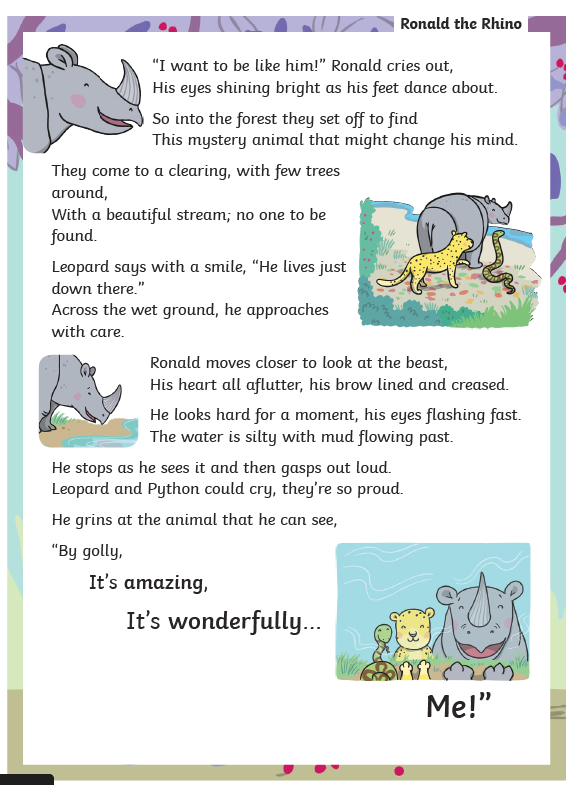 Ronald the Rhino
“I want to be like him!” Ronald cries out,
His eyes shining bright as his feet dance about.
So into the forest they set off to find
This mystery animal that might change his mind.
They come to a clearing, with few trees
around,
With a beautiful stream; no one to be
found.
Leopard says with a smile, “He lives just
down there.”
Across the wet ground, he approaches
with care.
Ronald moves closer to look at the beast,
His heart all aflutter, his brow lined and creased.
He looks hard for a moment, his eyes flashing fast.
The water is silty with mud flowing past.
He stops as he sees it and then gasps out loud.
Leopard and Python could cry, they’re so proud.
He grins at the animal that he can see,
“By golly,
It’s amazing,
It’s wonderfully...
Me!”